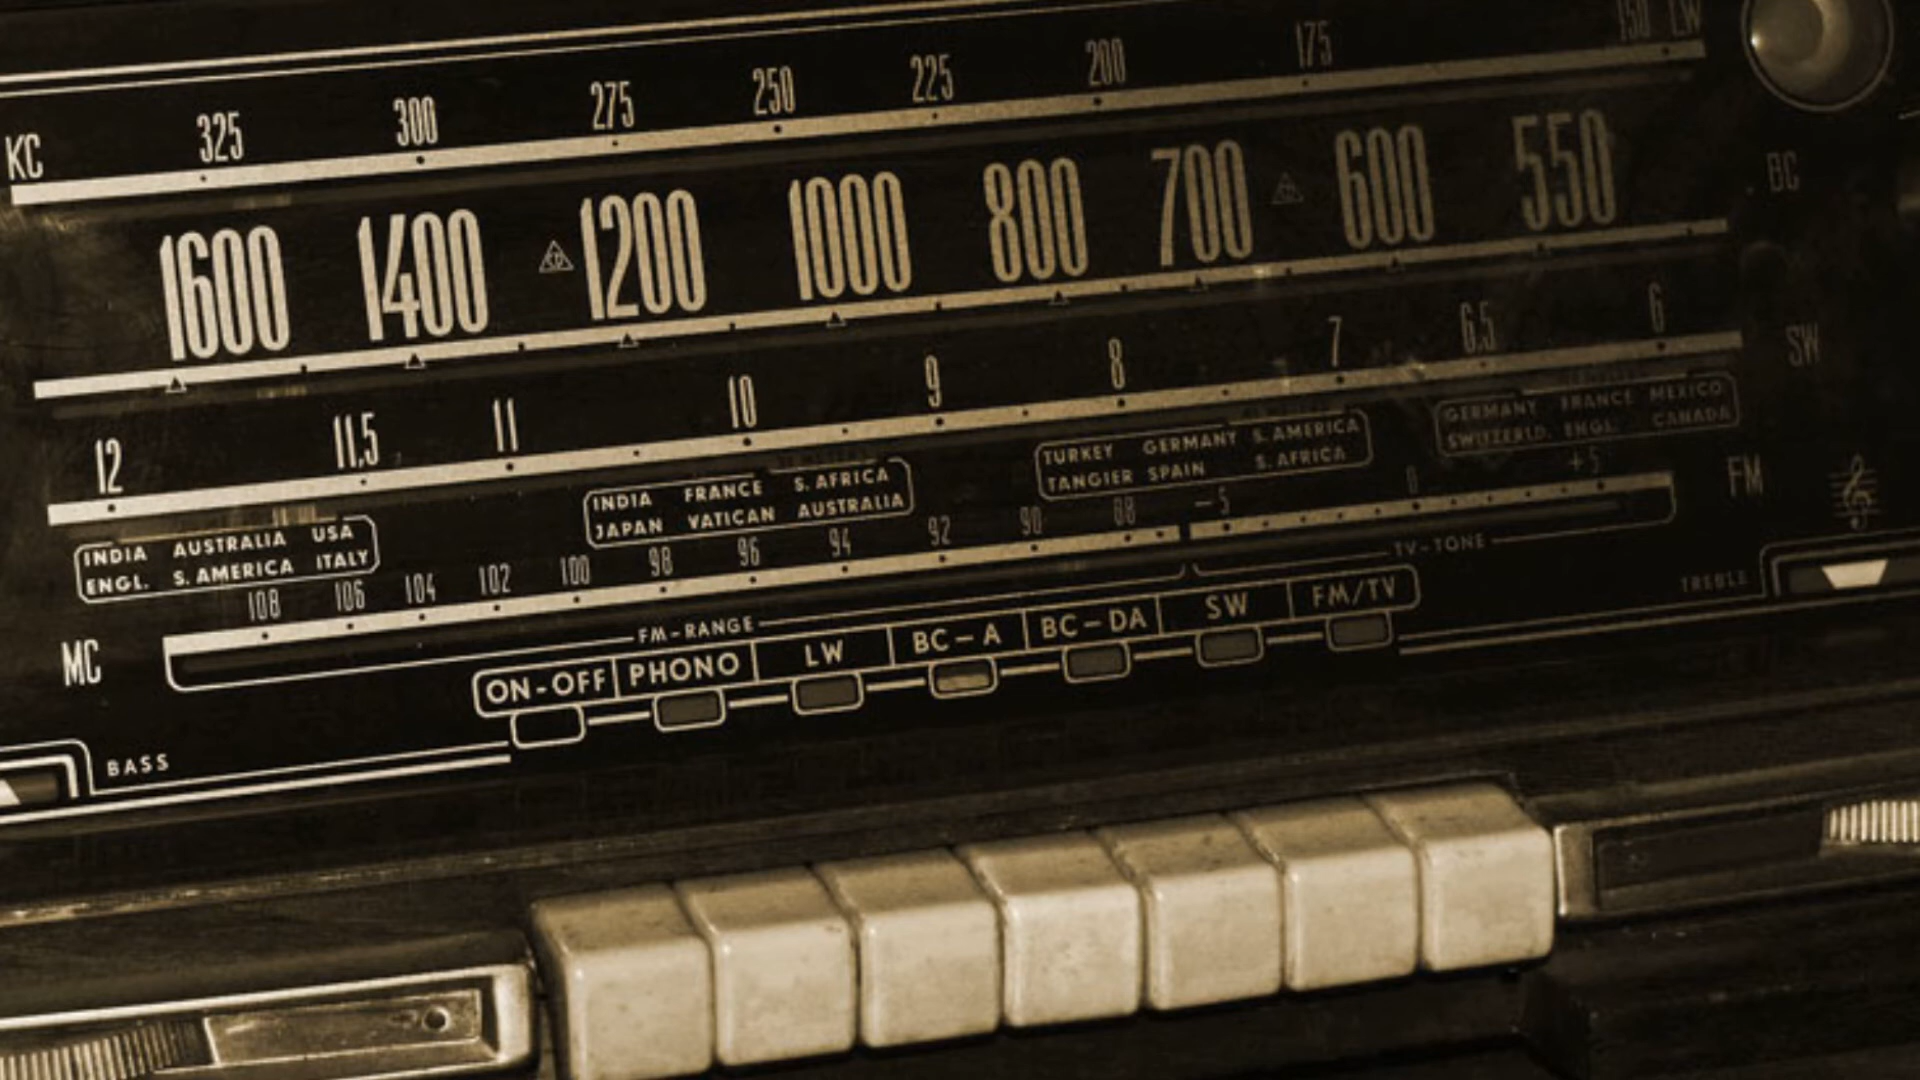 KC 325 300 275 250 225 200 175 150 LW
1600 1400 1200 1000 800 700 600 550 BC
12 11,5 11 10 9 8 7 6.5 6 SW
GERMANY FRANCE MEXICO
SWITZERLD. ENGL. CANADA
TURKEY GERMANY S. AMERICA
TANGIER SPAIN S. AFRICA
INDIA FRANCE S. AFRICA
JAPAN VATICAN AUSTRALIA
INDIA AUSTRALIA USA
ENGL. S. AMERICA ITALY
MC 108 106 104 102 100 98 96 94 92 90 88 -5 0 +5 FM
FM-RANGE TV-TONE
ON-OFF PHONO LW BC-A BC-DA SW FM/TV
BASS TREBLE